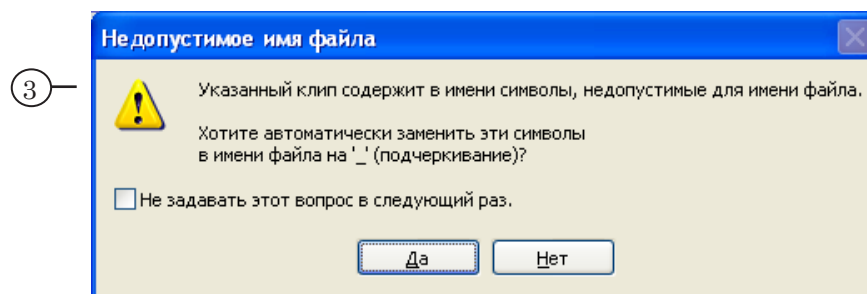 Недопустимое имя файла
3
Указанный клип содержит в имени символы, недопустимые для имени файла.
Хотите автоматически заменить эти символы
в имени файла на '_' (подчеркивание)?
Не задавать этот вопрос в следующий раз.
Да
Нет